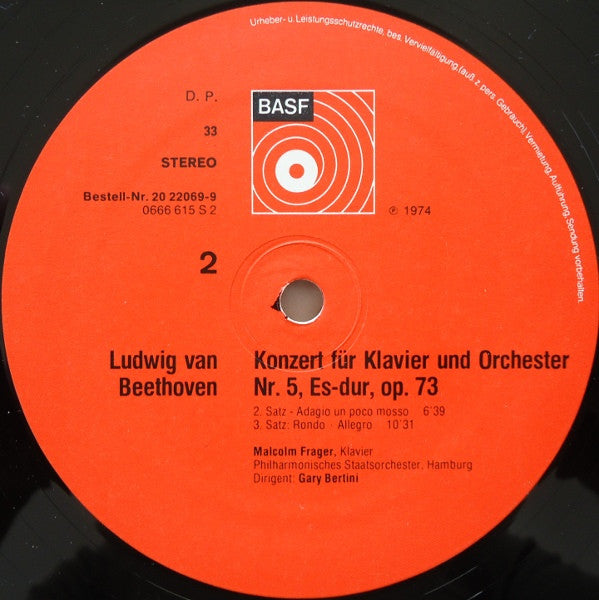 Urheber- u. Leistungsschutzrechte, bes. Vervielfältigung, (auß. z. pers. Gebrauch), Vermietung, Aufführung, Sendung vorbehalten.
D. P.
BASF
33
STEREO
Bestell-Nr. 20 22069-9
0666 615 S 2
℗ 1974
2
Ludwig van
Beethoven
Konzert für Klavier und Orchester
Nr. 5, Es-dur, op. 73
2. Satz - Adagio un poco mosso 6'39
3. Satz: Rondo · Allegro 10'31
Malcolm Frager, Klavier
Philharmonisches Staatsorchester, Hamburg
Dirigent: Gary Bertini